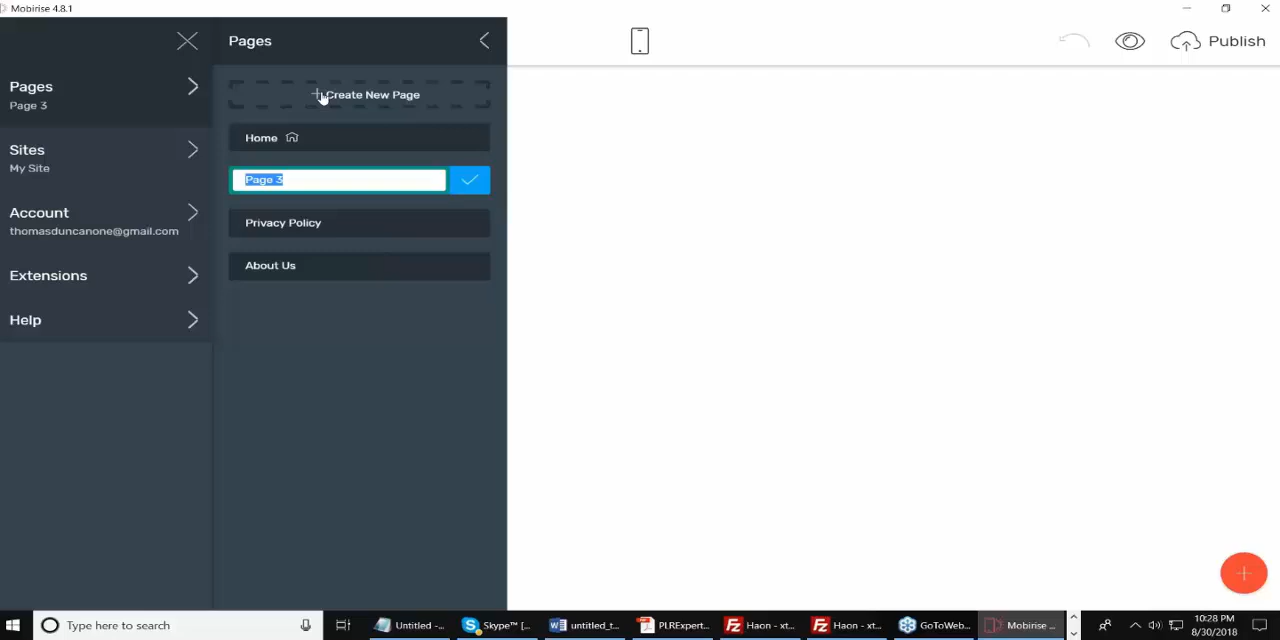 Mobirise 4.8.1
Pages
Publish
Pages
Page 3
Create New Page
Home
Sites
My Site
Page 3
Account
thomasduncanone@gmail.com
Privacy Policy
Extensions
About Us
Help
Type here to search
Untitled -...
Skype™ [...
untitled_t...
PLRExpert...
Haon - xt...
Haon - xt...
GoToWeb...
Mobirise ...
10:28 PM
8/30/2018